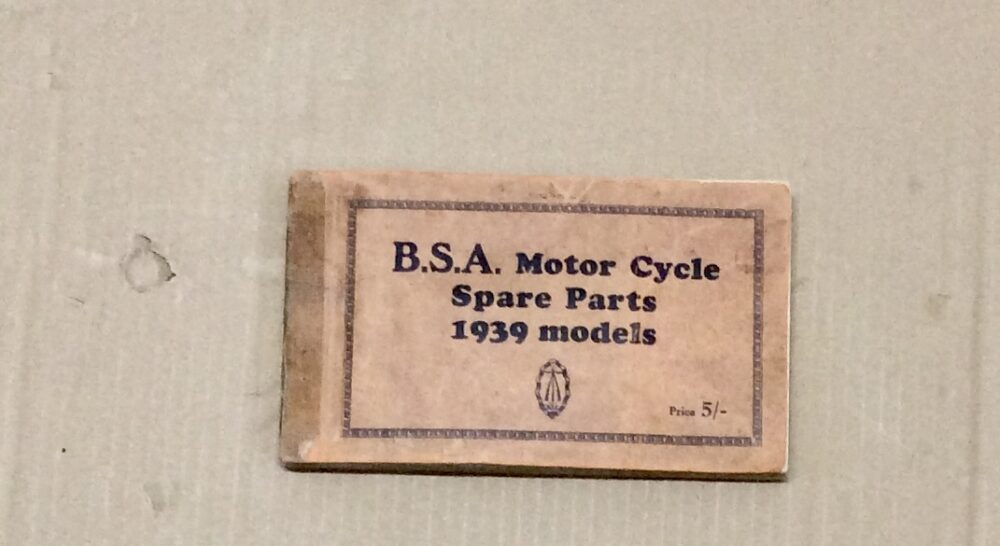 B.S.A. Motor Cycle
Spare Parts
1939 models
Price 5/-